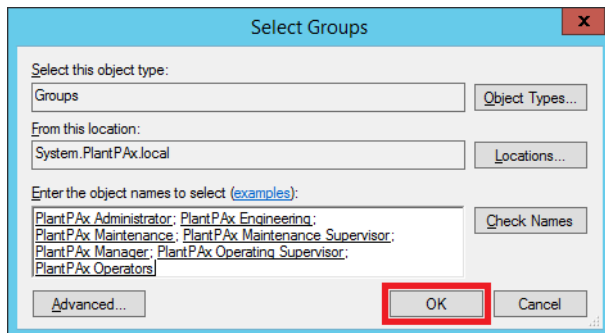 Select Groups
x
Select this object type:
Groups
Object Types...
From this location:
System.PlantPAx.local
Locations...
Enter the object names to select (examples):
PlantPAx Administrator; PlantPAx Engineering;
PlantPAx Maintenance; PlantPAx Maintenance Supervisor;
PlantPAx Manager; PlantPAx Operating Supervisor;
PlantPAx Operators
Check Names
Advanced...
OK
Cancel